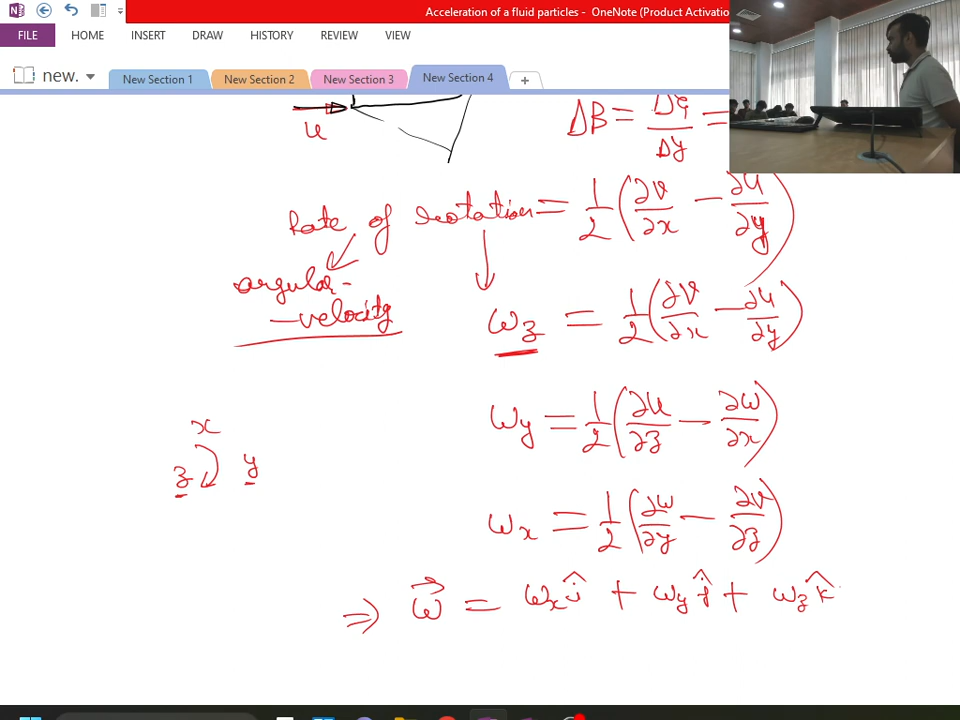 Acceleration of a fluid particles - OneNote (Product Activatio
FILE HOME INSERT DRAW HISTORY REVIEW VIEW
new. New Section 1 New Section 2 New Section 3 New Section 4 +
u
ΔB =
Δy
=
Rate of rotation = 1/2 (∂v/∂x − ∂u/∂y)
angular-
-velocity
ω_z = 1/2 (∂v/∂x − ∂u/∂y)
ω_y = 1/2 (∂u/∂z − ∂w/∂x)
x
z y
ω_x = 1/2 (∂w/∂y − ∂v/∂z)
⇒ ω⃗ = ω_x î + ω_y ĵ + ω_z k̂